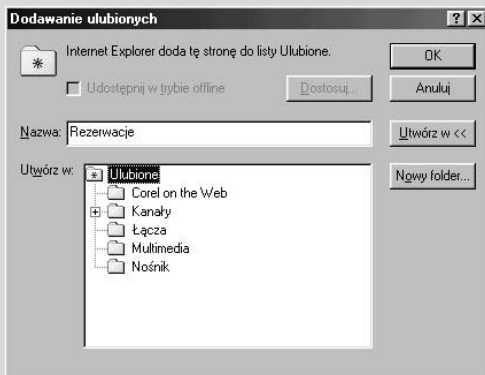 Dodawanie ulubionych
Internet Explorer doda tę stronę do listy Ulubione.
OK
Udostępnij w trybie offline
Dostosuj...
Anuluj
Nazwa: Rezerwacje
Utwórz w <<
Utwórz w:
Ulubione
Nowy folder...
Corel on the Web
Kanały
Łącza
Multimedia
Nośnik